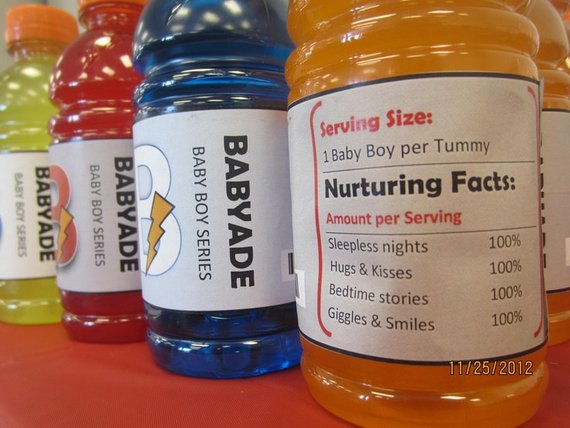 BABYADE
BABY BOY SERIES
BABYADE
BABY BOY SERIES
BABYADE
BABY BOY SERIES
Serving Size:
1 Baby Boy per Tummy
Nurturing Facts:
Amount per Serving
Sleepless nights 100%
Hugs & Kisses 100%
Bedtime stories 100%
Giggles & Smiles 100%
11/25/2012